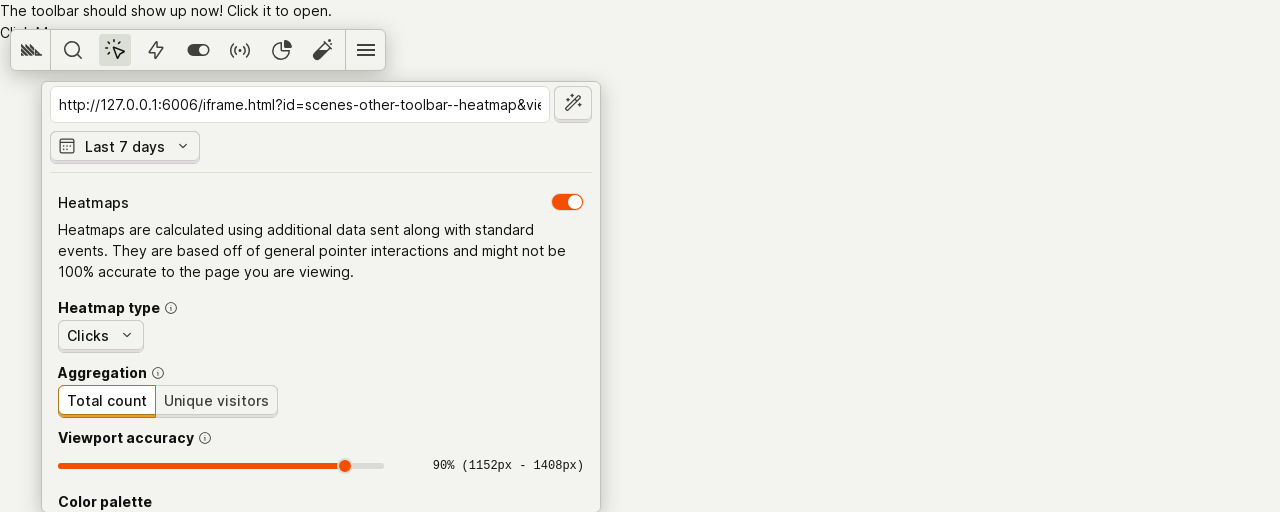 The toolbar should show up now! Click it to open.
http://127.0.0.1:6006/iframe.html?id=scenes-other-toolbar--heatmap&vie
Last 7 days
Heatmaps
Heatmaps are calculated using additional data sent along with standard
events. They are based off of general pointer interactions and might not be
100% accurate to the page you are viewing.
Heatmap type
Clicks
Aggregation
Total count Unique visitors
Viewport accuracy
90% (1152px - 1408px)
Color palette